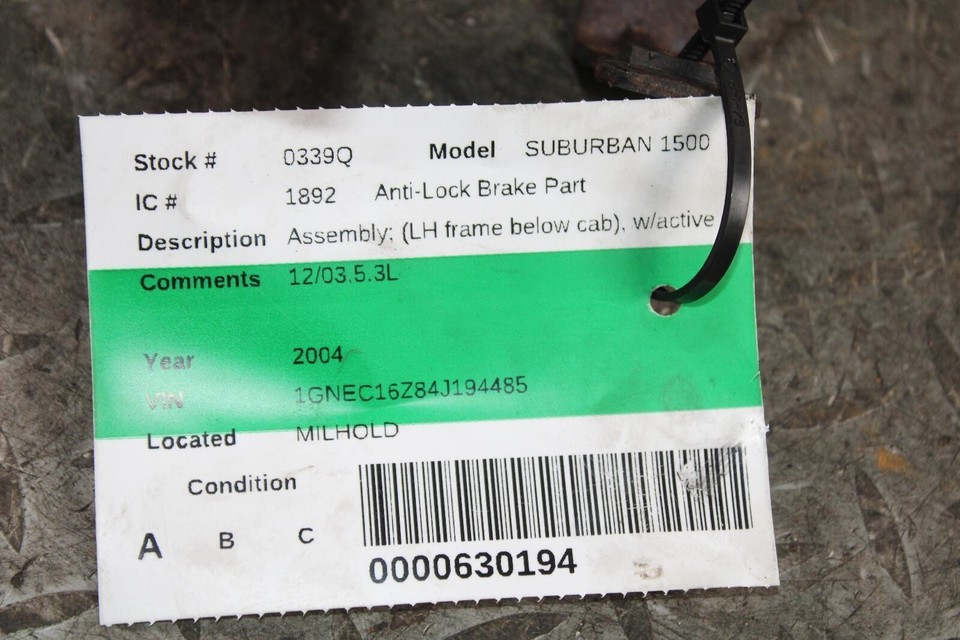 Stock # 0339Q Model SUBURBAN 1500
IC # 1892 Anti-Lock Brake Part
Description Assembly; (LH frame below cab), w/active
Comments 12/03,5.3L
Year 2004
VIN 1GNEC16Z84J194485
Located MILHOLD
Condition
A B C
0000630194